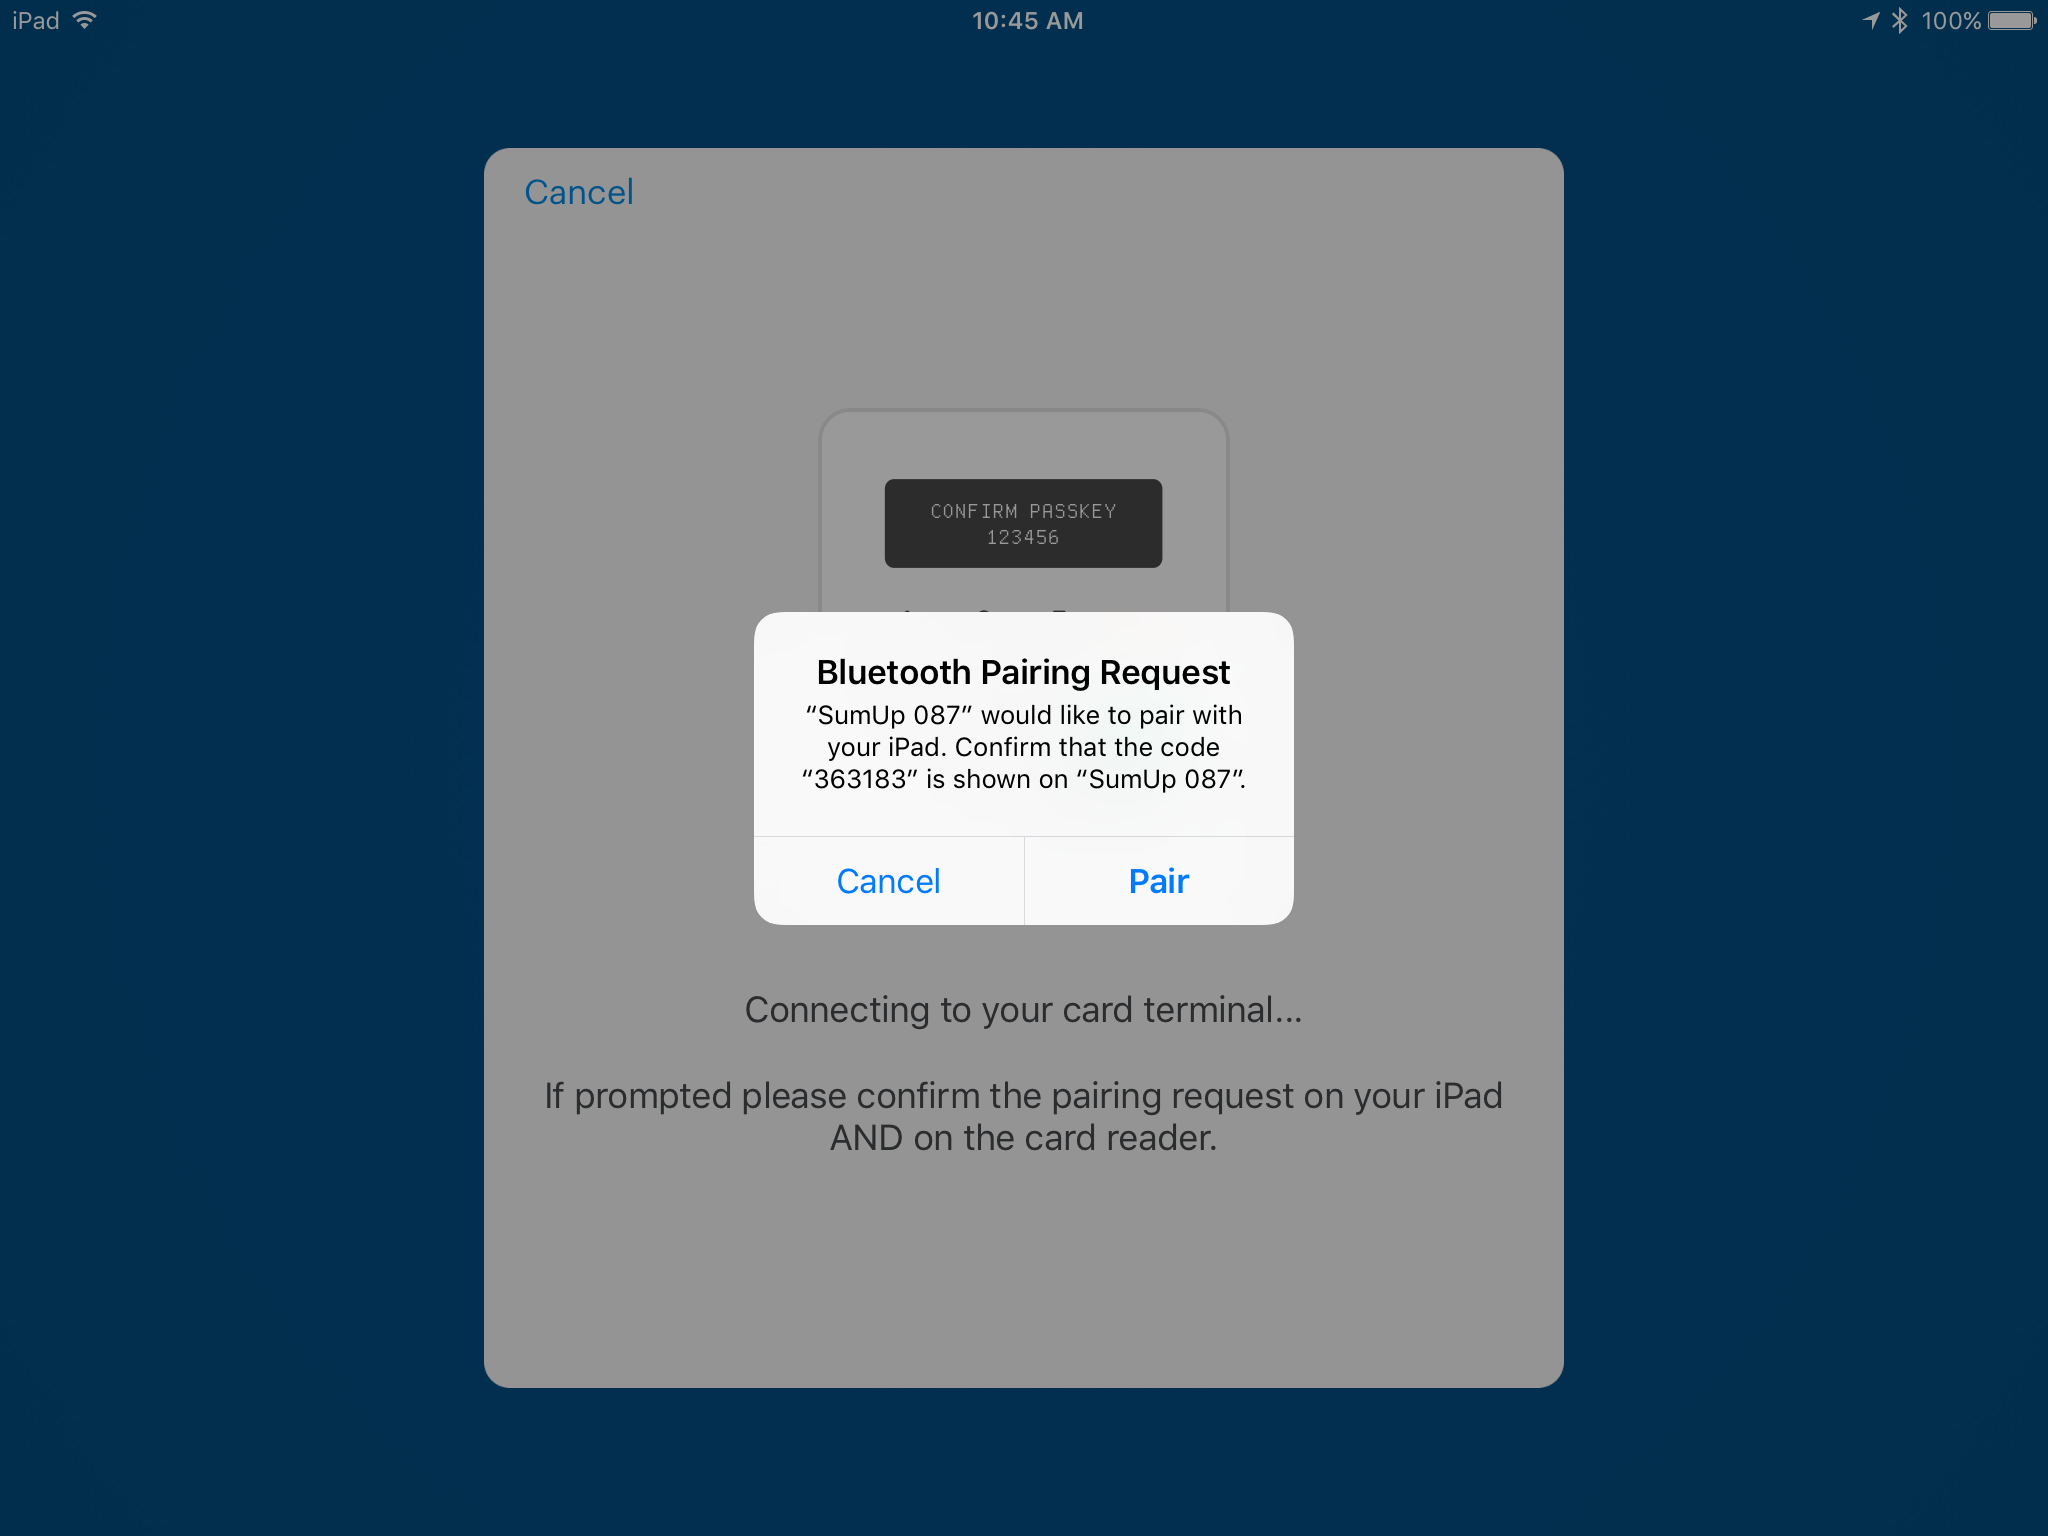 iPad 10:45 AM 100%
Cancel
CONFIRM PASSKEY
123456
Bluetooth Pairing Request
“SumUp 087” would like to pair with
your iPad. Confirm that the code
“363183” is shown on “SumUp 087”.
Cancel Pair
Connecting to your card terminal...
If prompted please confirm the pairing request on your iPad
AND on the card reader.